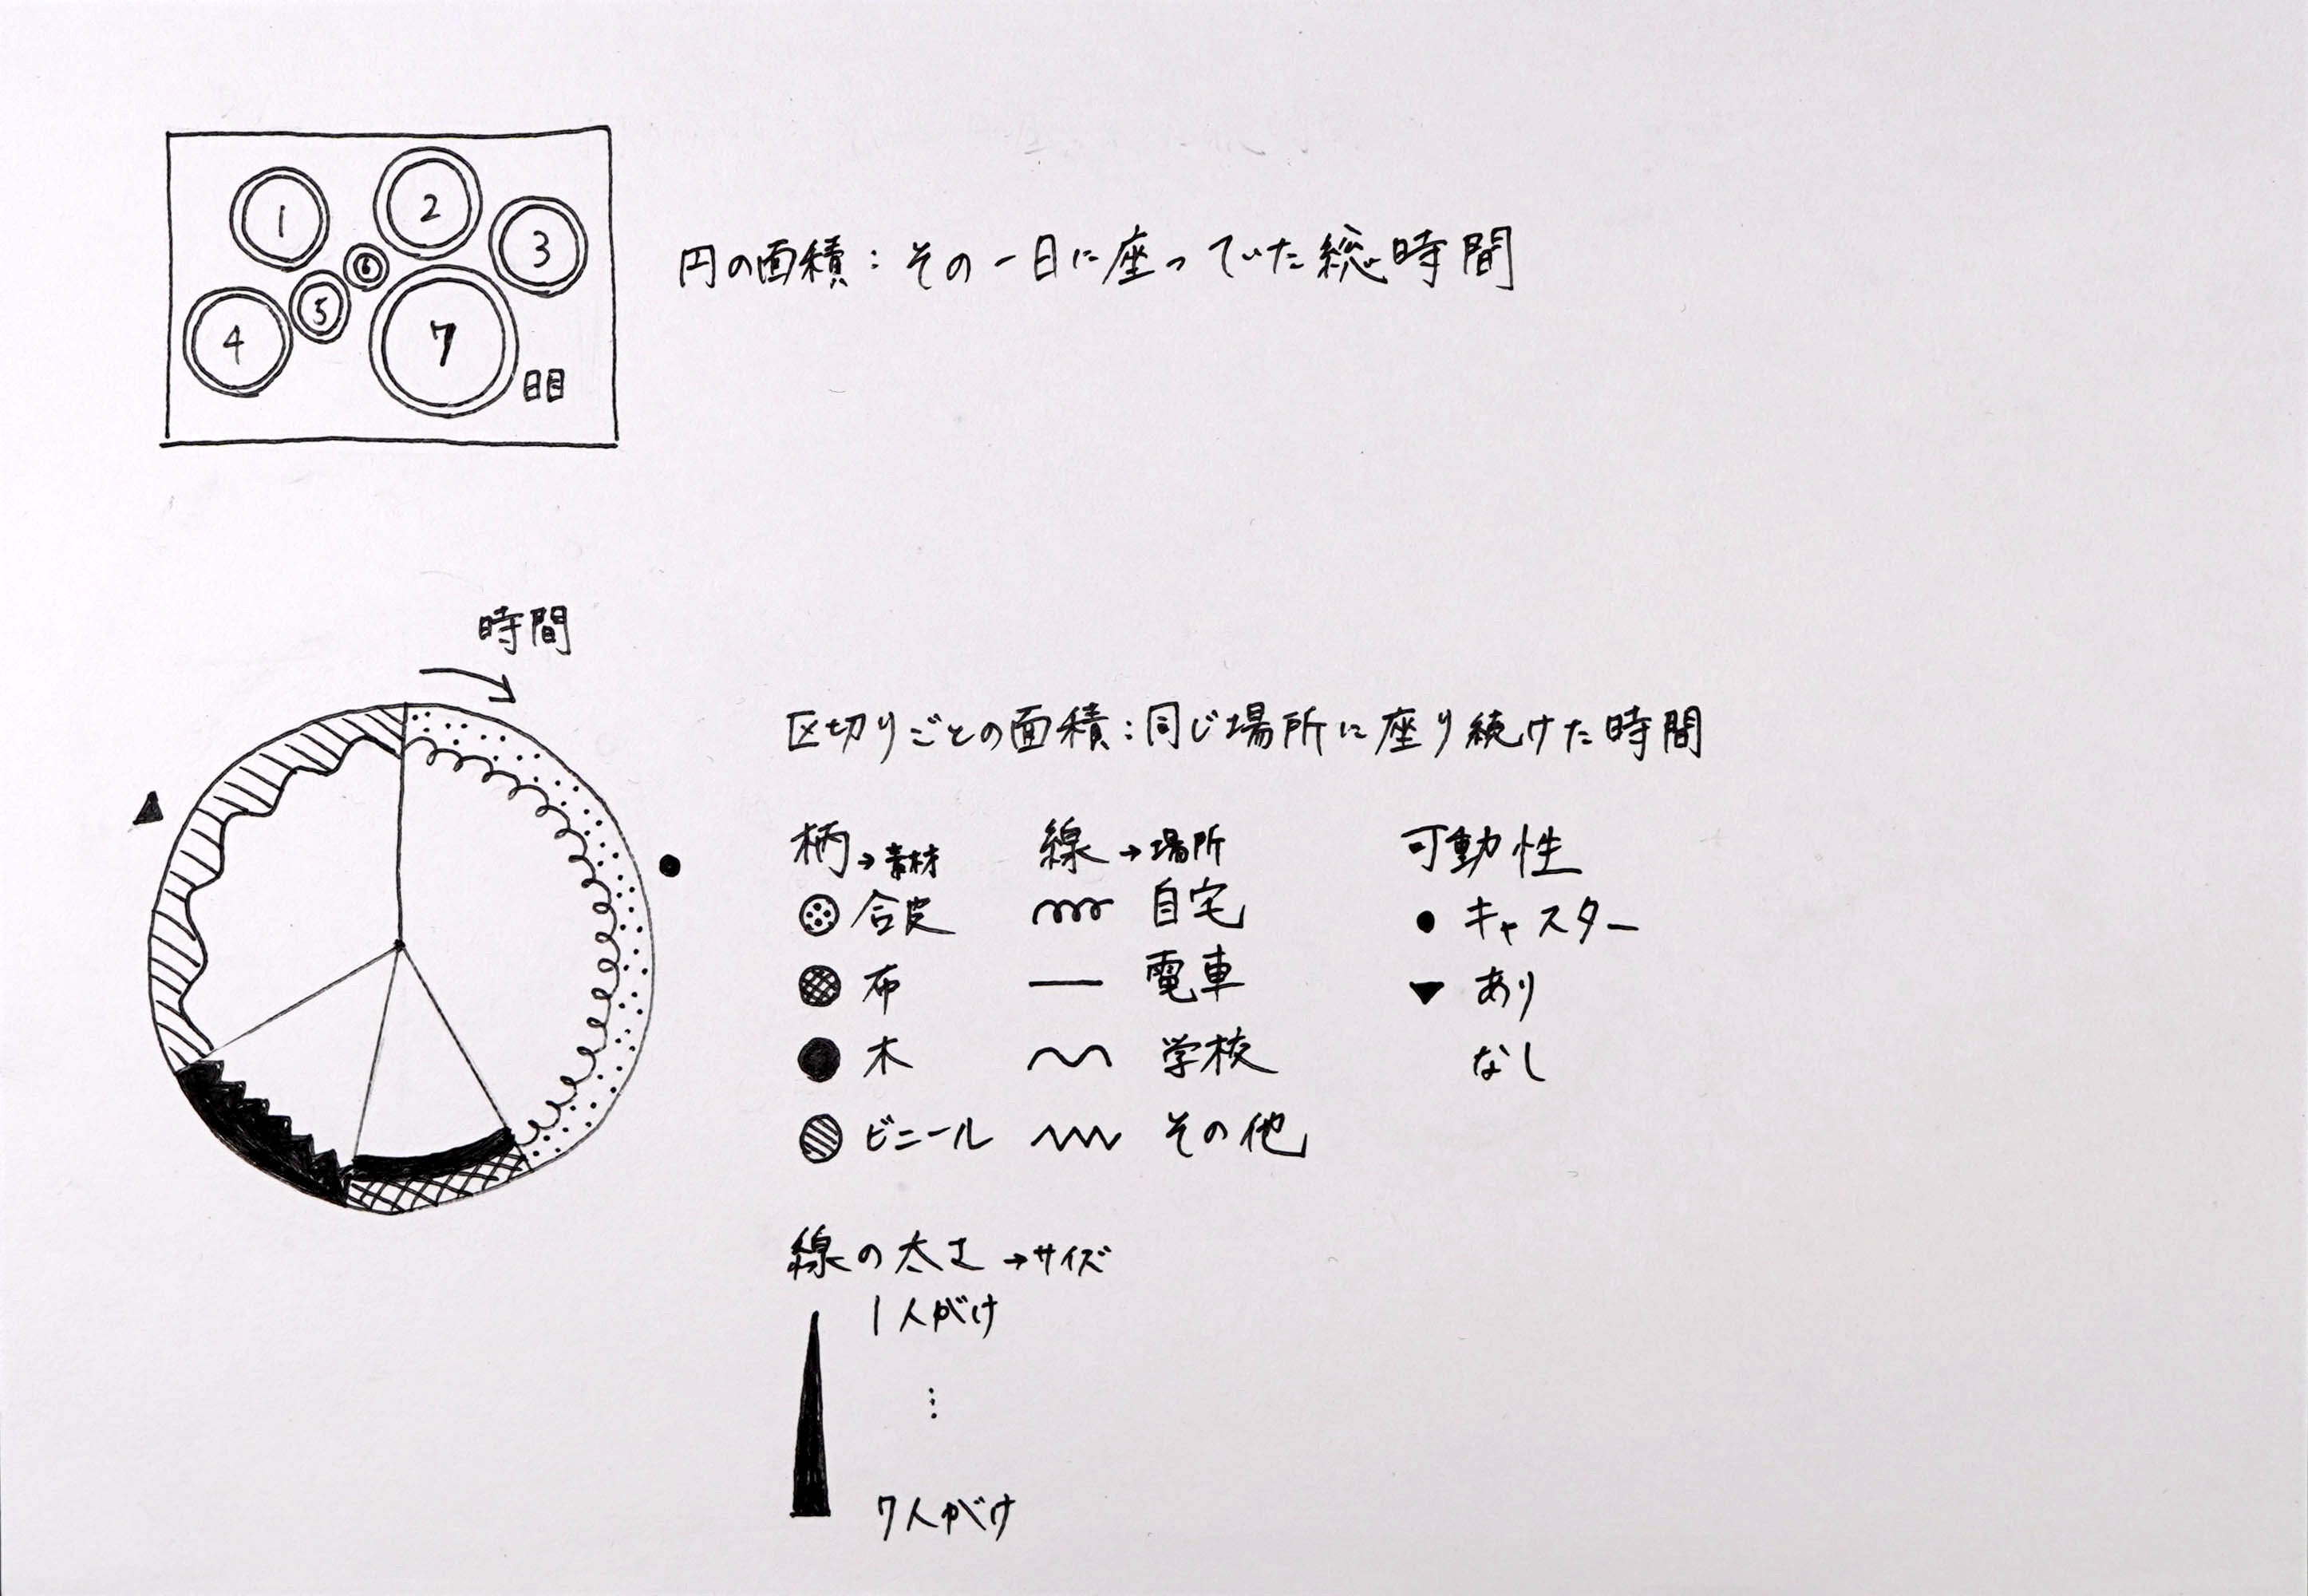 1
2
3
4
5
6
7
日目
円の面積：その一日に座っていた総時間
時間
区切りごとの面積：同じ場所に座り続けた時間
柄→素材 線→場所 可動性
合皮 自宅 キャスター
布 電車 あり
木 学校 なし
ビニール その他
線の太さ→サイズ
1人がけ
⋮
7人がけ